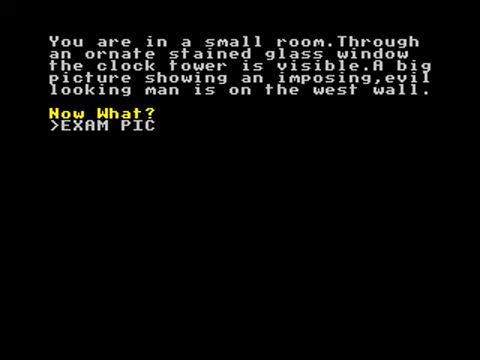 You are in a small room.Through
an ornate stained glass window
the clock tower is visible.A big
picture showing an imposing,evil
looking man is on the west wall.
Now What?
>EXAM PIC